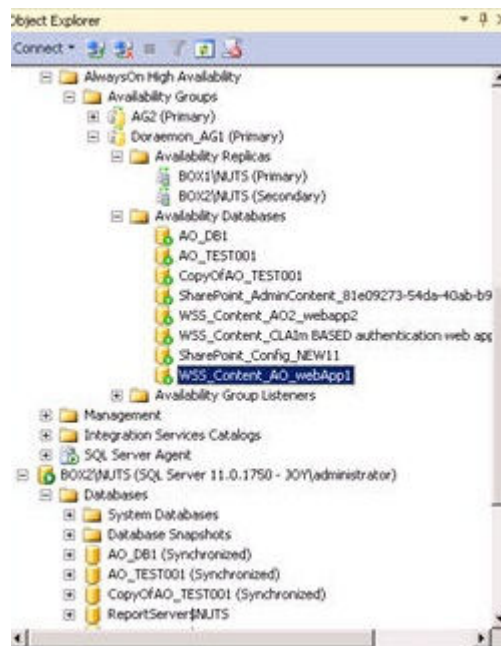 Object Explorer
Connect
AlwaysOn High Availability
Availability Groups
AG2 (Primary)
Doraemon_AG1 (Primary)
Availability Replicas
BOX1\NUTS (Primary)
BOX2\NUTS (Secondary)
Availability Databases
AO_DB1
AO_TEST001
CopyOfAO_TEST001
SharePoint_AdminContent_81e09273-54da-40ab-b9
WSS_Content_AO2_webapp2
WSS_Content_CLAIm BASED authentication web app
SharePoint_Config_NEW11
WSS_Content_AO_webApp1
Availability Group Listeners
Management
Integration Services Catalogs
SQL Server Agent
BOX2\NUTS (SQL Server 11.0.1750 - JOY\administrator)
Databases
System Databases
Database Snapshots
AO_DB1 (Synchronized)
AO_TEST001 (Synchronized)
CopyOfAO_TEST001 (Synchronized)
ReportServer$NUTS